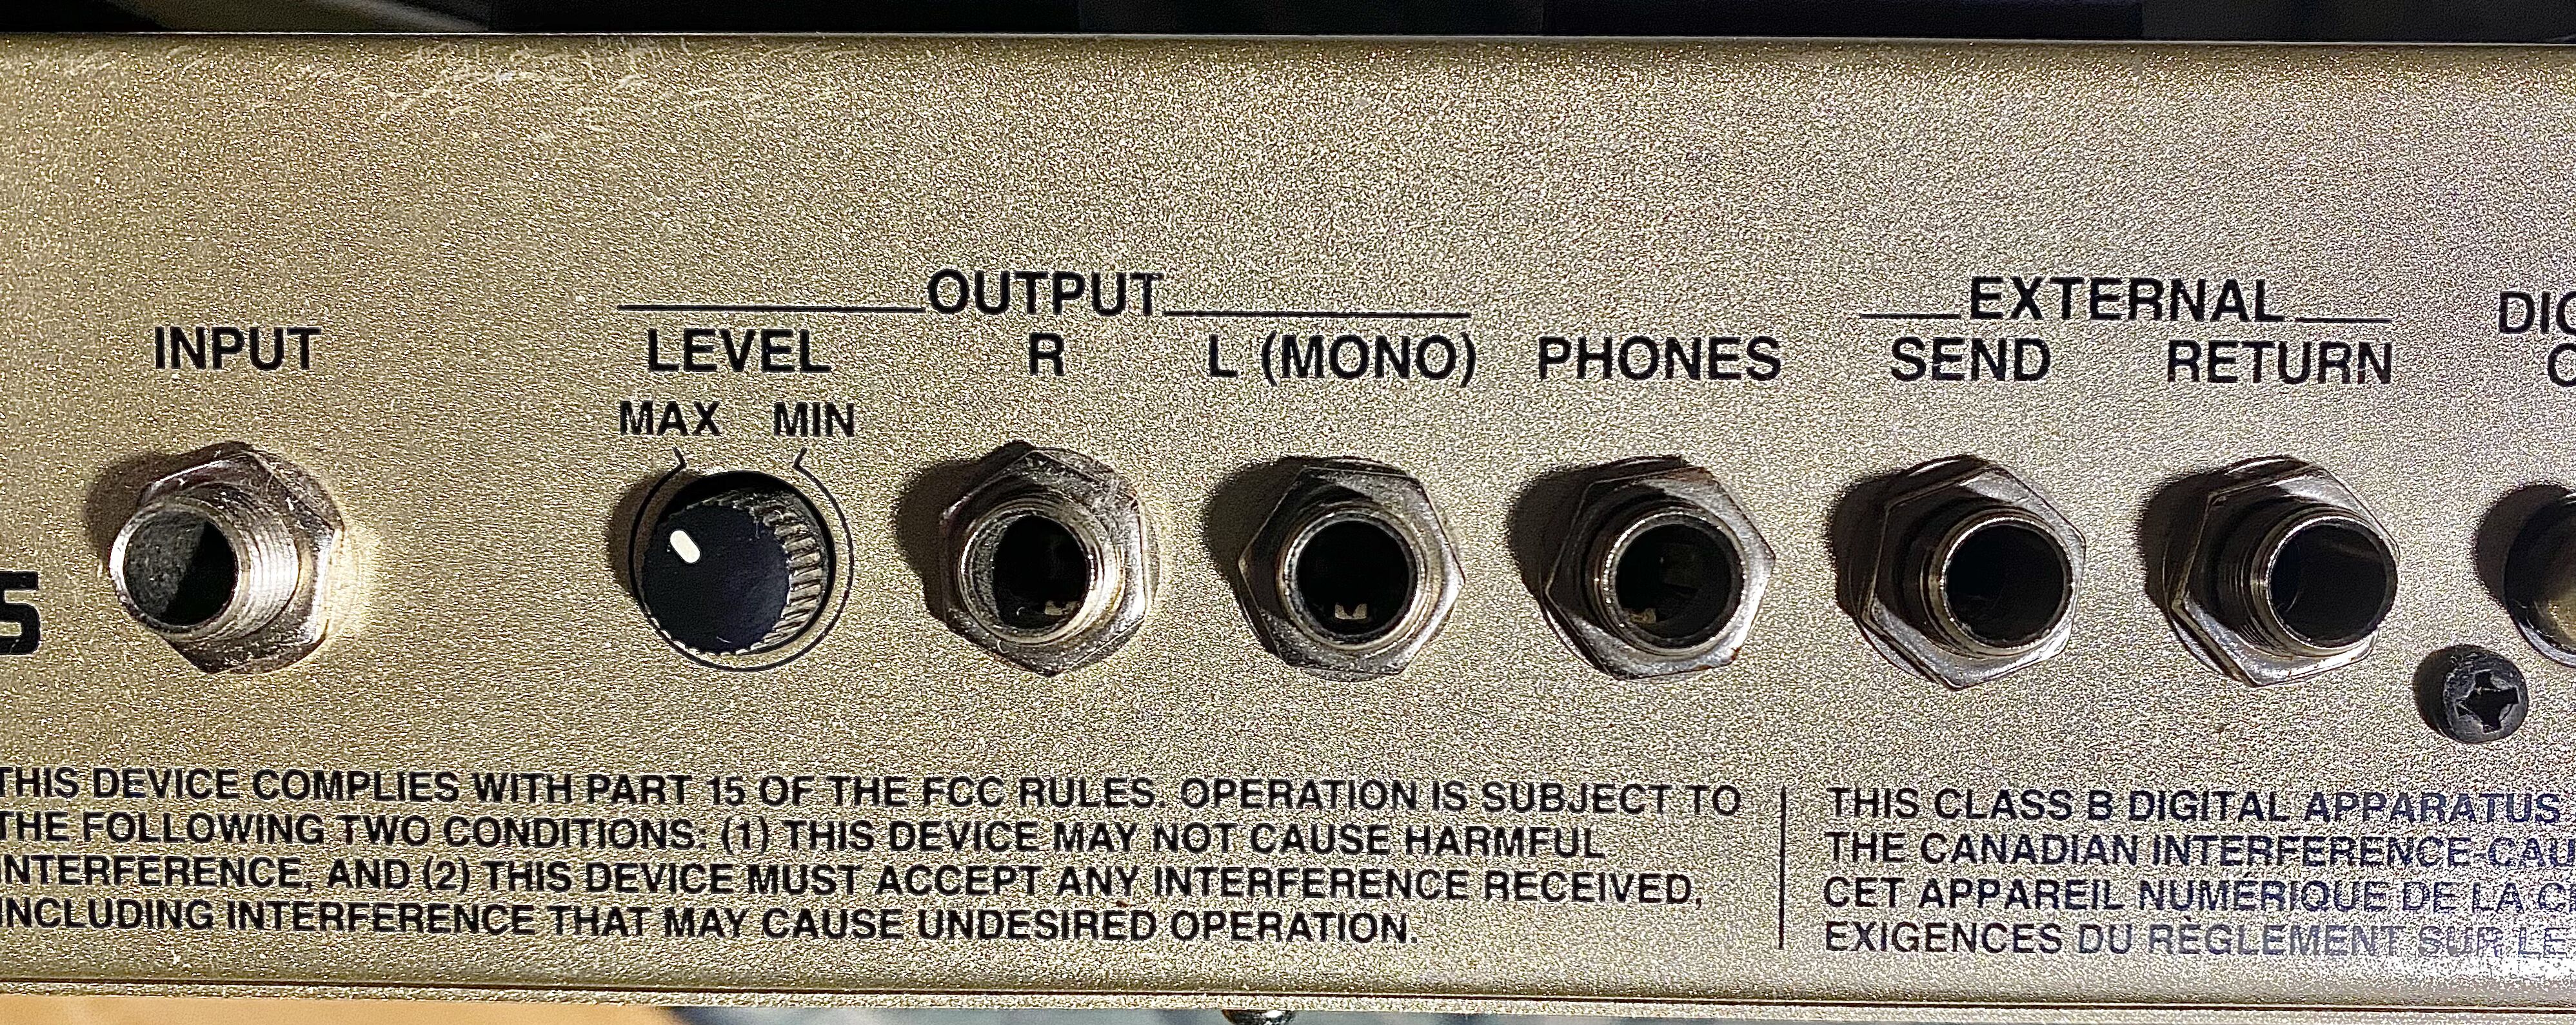 OUTPUT
EXTERNAL
INPUT
LEVEL
R
L (MONO)
PHONES
SEND
RETURN
MAX
MIN
THIS DEVICE COMPLIES WITH PART 15 OF THE FCC RULES. OPERATION IS SUBJECT TO
THE FOLLOWING TWO CONDITIONS: (1) THIS DEVICE MAY NOT CAUSE HARMFUL
INTERFERENCE, AND (2) THIS DEVICE MUST ACCEPT ANY INTERFERENCE RECEIVED,
INCLUDING INTERFERENCE THAT MAY CAUSE UNDESIRED OPERATION.
THIS CLASS B DIGITAL APPARATUS
THE CANADIAN INTERFERENCE-CAU
CET APPAREIL NUMÉRIQUE DE LA
EXIGENCES DU RÈGLEMENT SUR LE